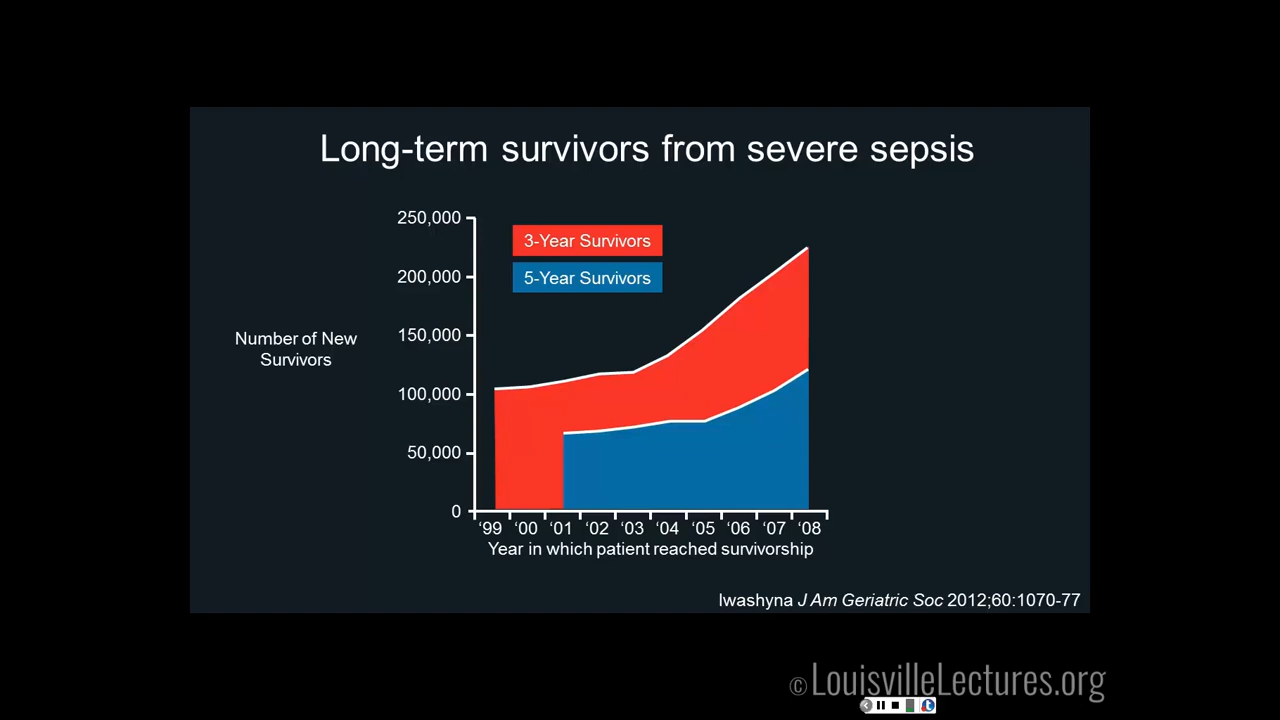 Long-term survivors from severe sepsis
250,000
200,000
150,000
100,000
50,000
0
3-Year Survivors
5-Year Survivors
Number of New
Survivors
‘99 ‘00 ‘01 ‘02 ‘03 ‘04 ‘05 ‘06 ‘07 ‘08
Year in which patient reached survivorship
Iwashyna J Am Geriatric Soc 2012;60:1070-77
© LouisvilleLectures.org